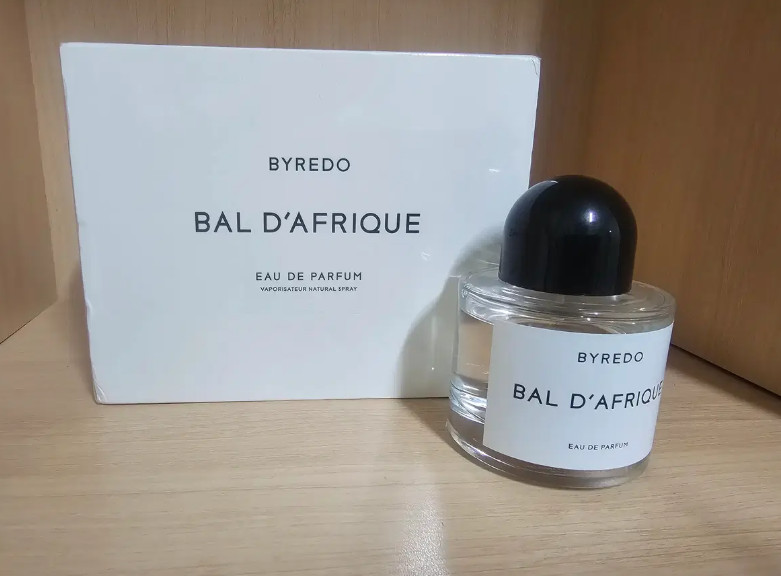 BYREDO
BAL D'AFRIQUE
EAU DE PARFUM
VAPORISATEUR NATURAL SPRAY
BYREDO
BAL D'AFRIQUE
EAU DE PARFUM